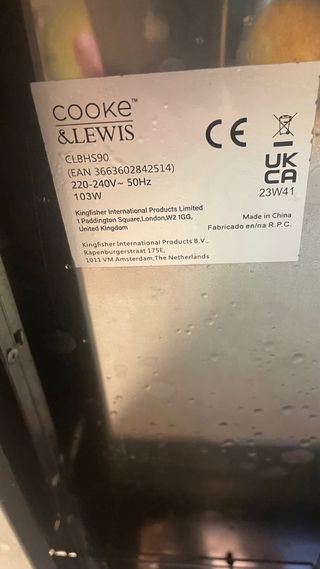 COOKE™
&LEWIS
CLBHS90
(EAN 3663602842514)
220-240V~ 50Hz
103W
Kingfisher International Products Limited
1 Paddington Square,London,W2 1GG,
United Kingdom
Kingfisher International Products B.V.,
Rapenburgerstraat 175E,
1011 VM Amsterdam,The Netherlands
CE
UK
CA
23W41
Made in China
Fabricado en/na R.P.C.